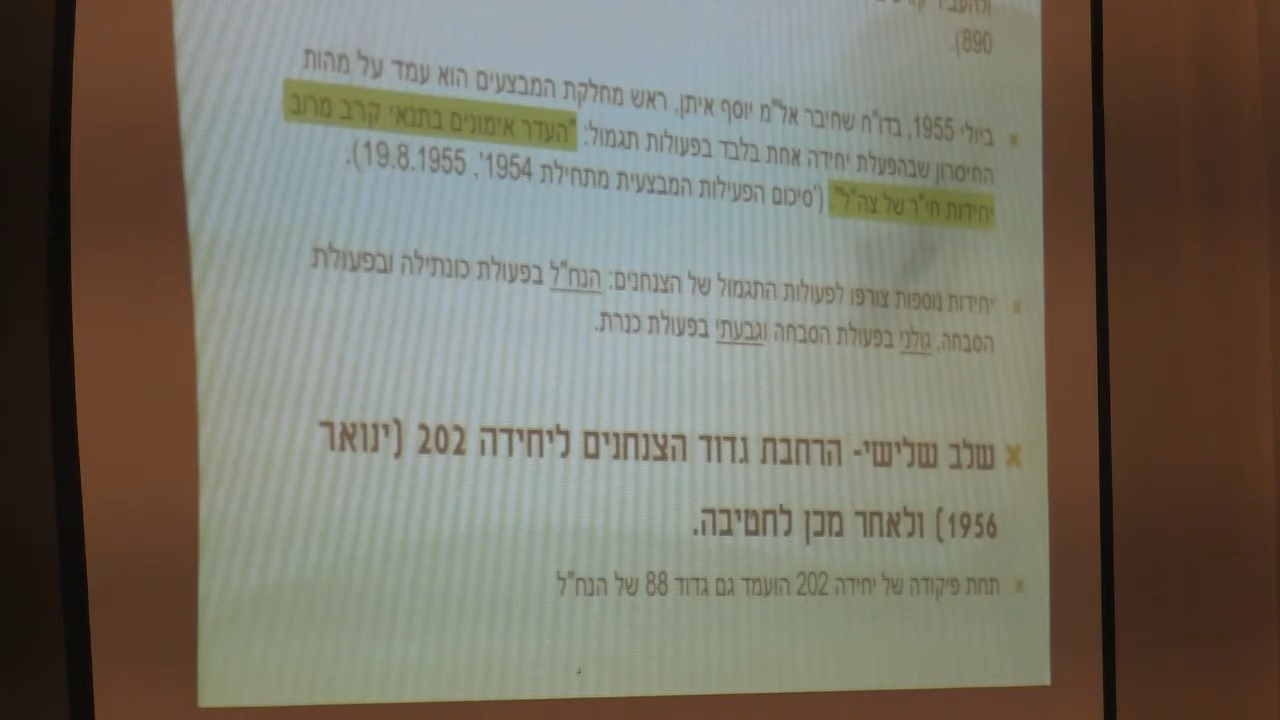 890).
ביולי 1955, בדו"ח שחיבר אל"מ יוסף איתן, ראש מחלקת המבצעים הוא עמד על מהות
החיסרון שבהפעלת יחידה אחת בלבד בפעולות תגמול: "העדר אימונים בתנאי קרב מרוב
יחידות חי"ר של צה"ל". ('סיכום הפעילות המבצעית מתחילת 1954', 19.8.1955).
יחידות נוספות צורפו לפעולות התגמול של הצנחנים: הנח"ל בפעולת כונתילה ובפעולת
הסבחה, גולני בפעולת הסבחה וגבעתי בפעולת כנרת.
שלב שלישי- הרחבת גדוד הצנחנים ליחידה 202 (ינואר
1956) ולאחר מכן לחטיבה.
תחת פיקודה של יחידה 202 הועמד גם גדוד 88 של הנח"ל